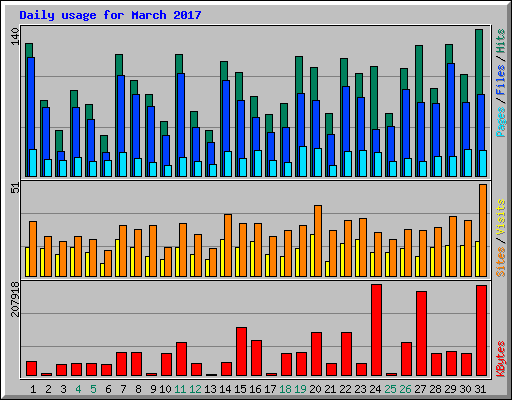 Daily usage for March 2017
140
Pages / Files / Hits
51
Sites / Visits
207918
KBytes
1 2 3 4 5 6 7 8 9 10 11 12 13 14 15 16 17 18 19 20 21 22 23 24 25 26 27 28 29 30 31